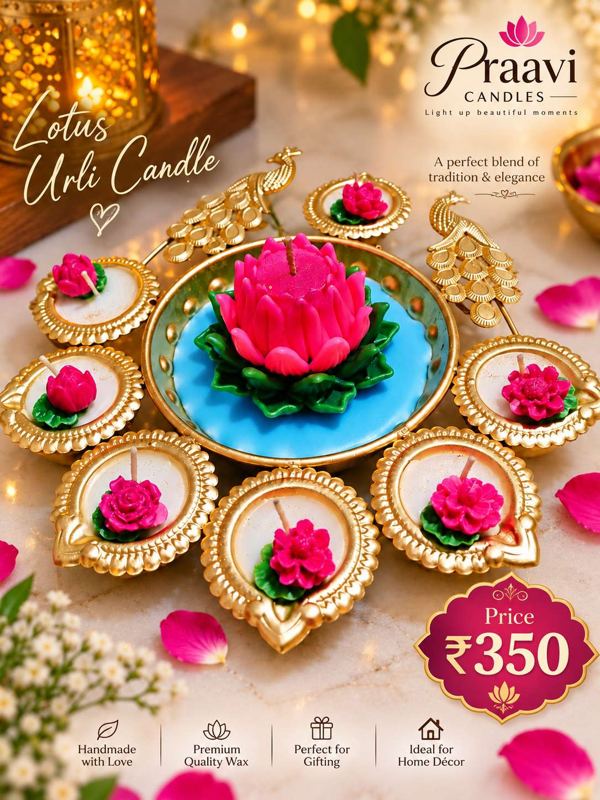 Praavi
CANDLES
Light up beautiful moments
Lotus
Urli Candle
A perfect blend of
tradition & elegance
Price
₹350
Handmade
with Love
Premium
Quality Wax
Perfect for
Gifting
Ideal for
Home Décor